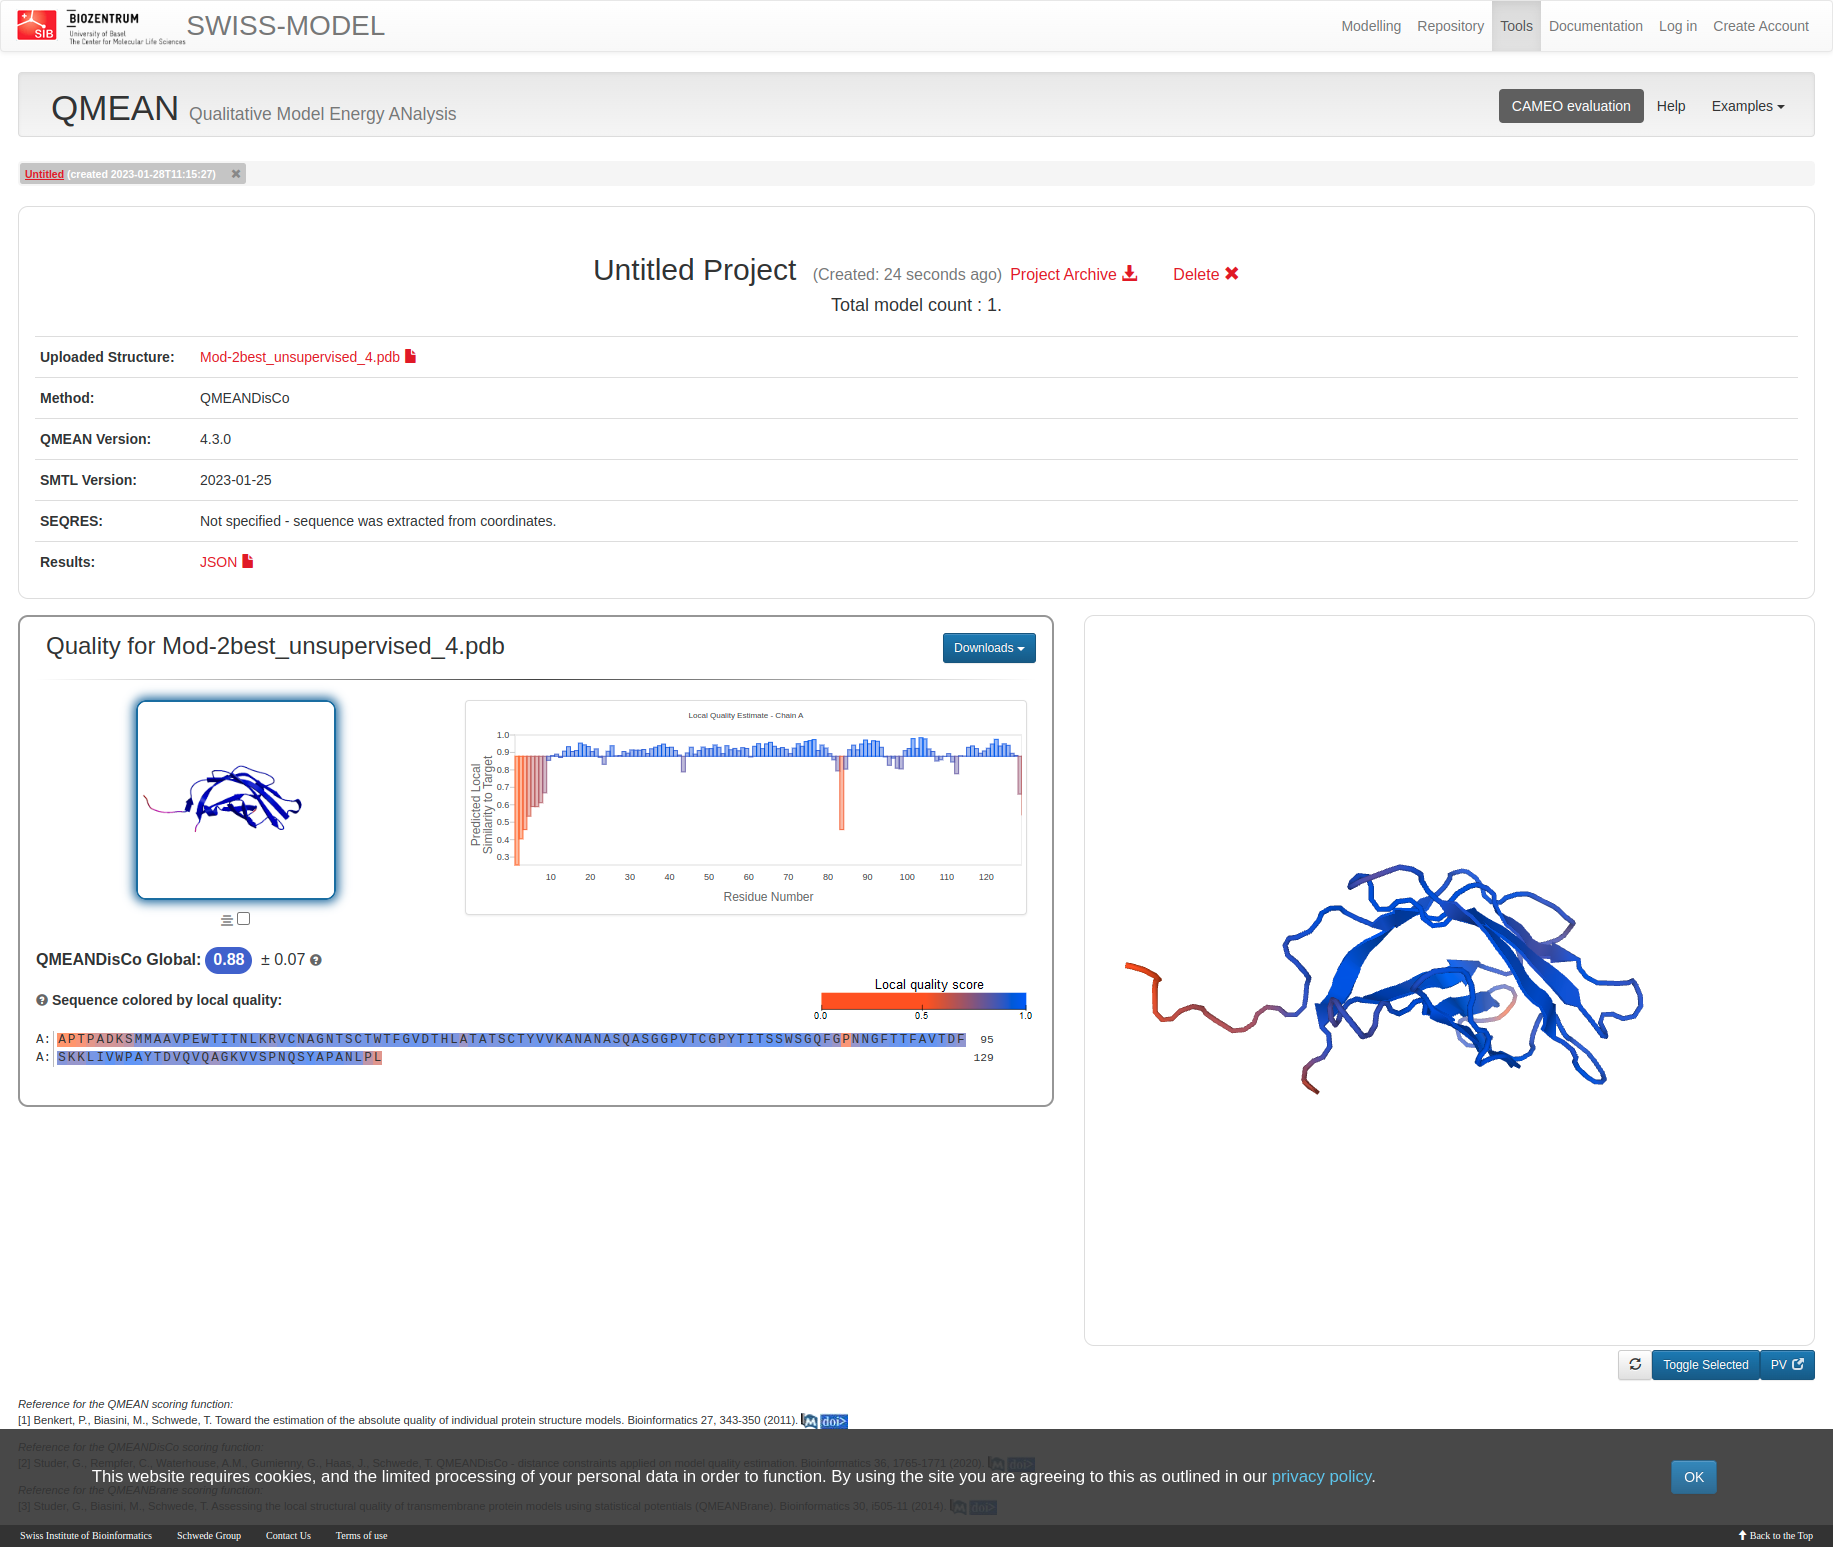 SIB
BIOZENTRUM
University of Basel
The Center for Molecular Life Sciences
SWISS-MODEL
Modelling
Repository
Tools
Documentation
Log in
Create Account
QMEAN Qualitative Model Energy ANalysis
CAMEO evaluation
Help
Examples
Untitled (created 2023-01-28T11:15:27)
Untitled Project (Created: 24 seconds ago) Project Archive Delete
Total model count : 1.
Uploaded Structure: Mod-2best_unsupervised_4.pdb
Method: QMEANDisCo
QMEAN Version: 4.3.0
SMTL Version: 2023-01-25
SEQRES: Not specified - sequence was extracted from coordinates.
Results: JSON
Quality for Mod-2best_unsupervised_4.pdb
Downloads
Local Quality Estimate - Chain A
Predicted Local
Similarity to Target
1.0
0.9
0.8
0.7
0.6
0.5
0.4
0.3
10 20 30 40 50 60 70 80 90 100 110 120
Residue Number
QMEANDisCo Global: 0.88 ± 0.07
Sequence colored by local quality:
Local quality score
0.0 0.5 1.0
A: APTPADKSMMAAVPEWTITNLKRVCNAGNTSCTWTFGVDTHLATATSCTYVVKANANASQASGGPVTCGPYTITSSWSGQFGPNNGFTTFAVTDF 95
A: SKKLIVWPAYTDVQVQAGKVVSPNQSYAPANLPL 129
Toggle Selected
PV
Reference for the QMEAN scoring function:
[1] Benkert, P., Biasini, M., Schwede, T. Toward the estimation of the absolute quality of individual protein structure models. Bioinformatics 27, 343-350 (2011). doi>
Reference for the QMEANDisCo scoring function:
[2] Studer, G., Rempfer, C., Waterhouse, A.M., Gumienny, G., Haas, J., Schwede, T. QMEANDisCo - distance constraints applied on model quality estimation. Bioinformatics 36, 1765-1771 (2020). doi>
This website requires cookies, and the limited processing of your personal data in order to function. By using the site you are agreeing to this as outlined in our privacy policy.
OK
Reference for the QMEANBrane scoring function:
[3] Studer, G., Biasini, M., Schwede, T. Assessing the local structural quality of transmembrane protein models using statistical potentials (QMEANBrane). Bioinformatics 30, i505-11 (2014). doi>
Swiss Institute of Bioinformatics
Schwede Group
Contact Us
Terms of use
Back to the Top